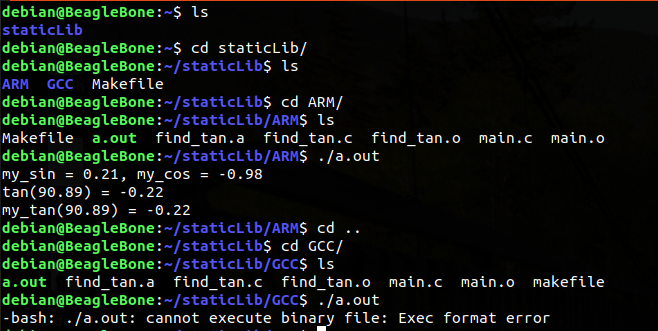 debian@BeagleBone:~$ ls
staticLib
debian@BeagleBone:~$ cd staticLib/
debian@BeagleBone:~/staticLib$ ls
ARM  GCC  Makefile
debian@BeagleBone:~/staticLib$ cd ARM/
debian@BeagleBone:~/staticLib/ARM$ ls
Makefile  a.out  find_tan.a  find_tan.c  find_tan.o  main.c  main.o
debian@BeagleBone:~/staticLib/ARM$ ./a.out
my_sin = 0.21, my_cos = -0.98
tan(90.89) = -0.22
my_tan(90.89) = -0.22
debian@BeagleBone:~/staticLib/ARM$ cd ..
debian@BeagleBone:~/staticLib$ cd GCC/
debian@BeagleBone:~/staticLib/GCC$ ls
a.out  find_tan.a  find_tan.c  find_tan.o  main.c  main.o  makefile
debian@BeagleBone:~/staticLib/GCC$ ./a.out
-bash: ./a.out: cannot execute binary file: Exec format error